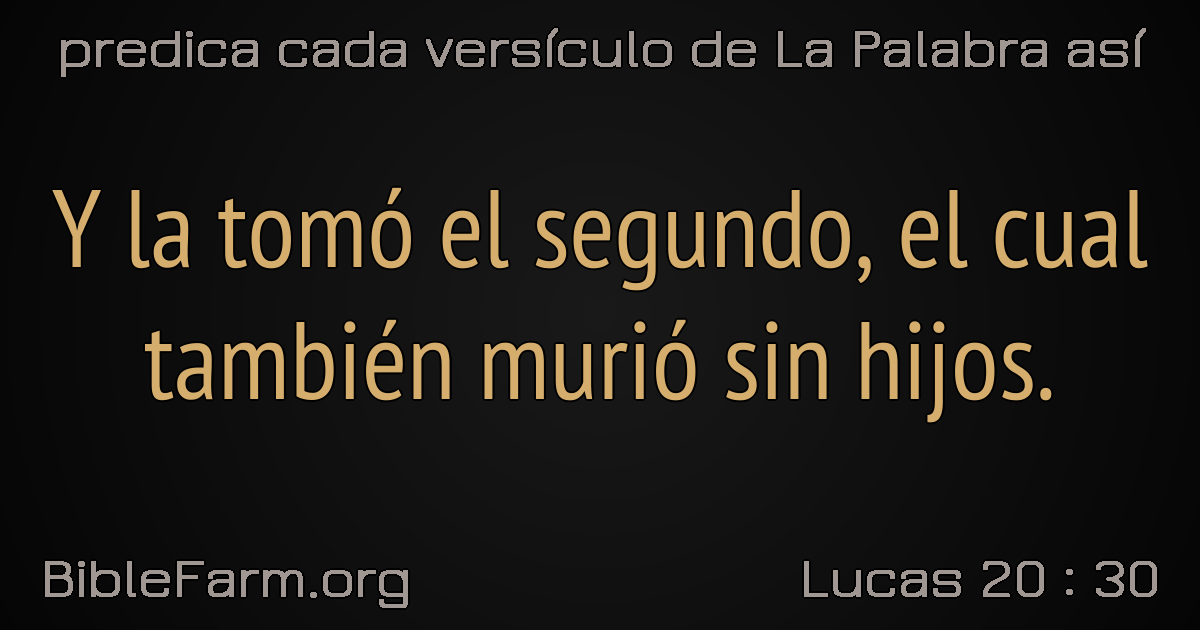 predica cada versículo de La Palabra así
Y la tomó el segundo, el cual
también murió sin hijos.
BibleFarm.org
Lucas 20 : 30